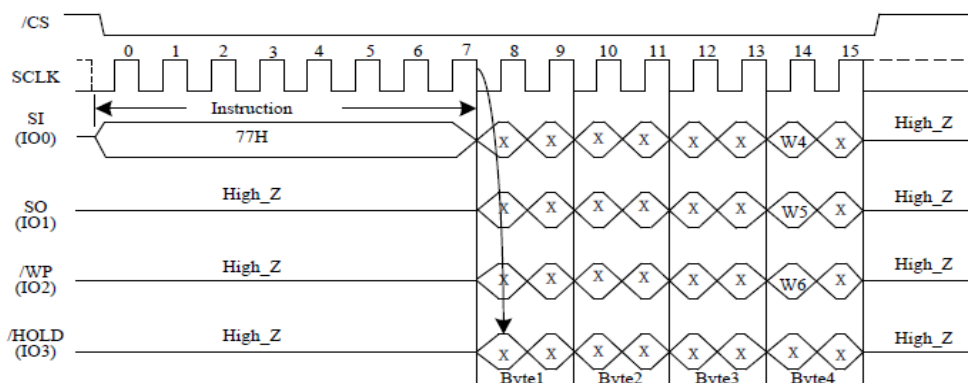 /CS
0 1 2 3 4 5 6 7 8 9 10 11 12 13 14 15
SCLK
Instruction
SI
(IO0)
77H
X X X X X X W4 X
High_Z
SO
(IO1)
High_Z
X X X X X X W5 X
High_Z
/WP
(IO2)
High_Z
X X X X X X W6 X
High_Z
/HOLD
(IO3)
High_Z
X X X X X X X X
High_Z
Byte1 Byte2 Byte3 Byte4